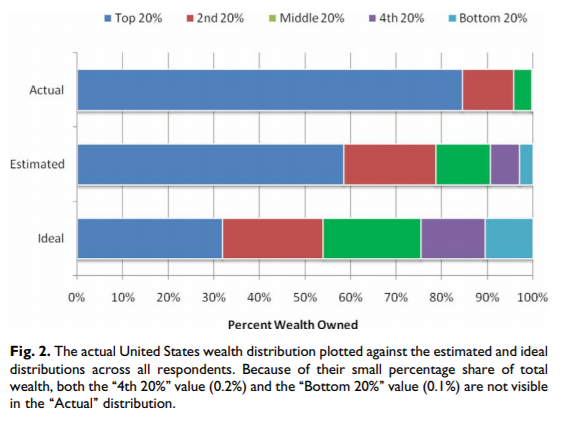 Top 20% 2nd 20% Middle 20% 4th 20% Bottom 20%
Actual
Estimated
Ideal
0% 10% 20% 30% 40% 50% 60% 70% 80% 90% 100%
Percent Wealth Owned
Fig. 2. The actual United States wealth distribution plotted against the estimated and ideal
distributions across all respondents. Because of their small percentage share of total
wealth, both the “4th 20%” value (0.2%) and the “Bottom 20%” value (0.1%) are not visible
in the “Actual” distribution.